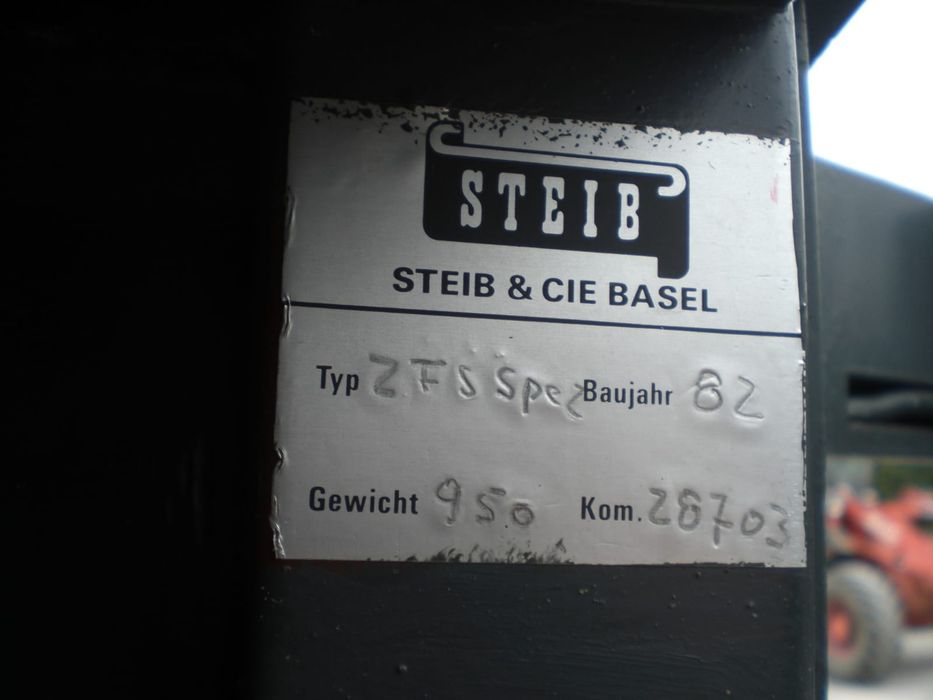 STEIB
STEIB & CIE BASEL
Typ ZFS Spez Baujahr 82
Gewicht 950 Kom. 28703